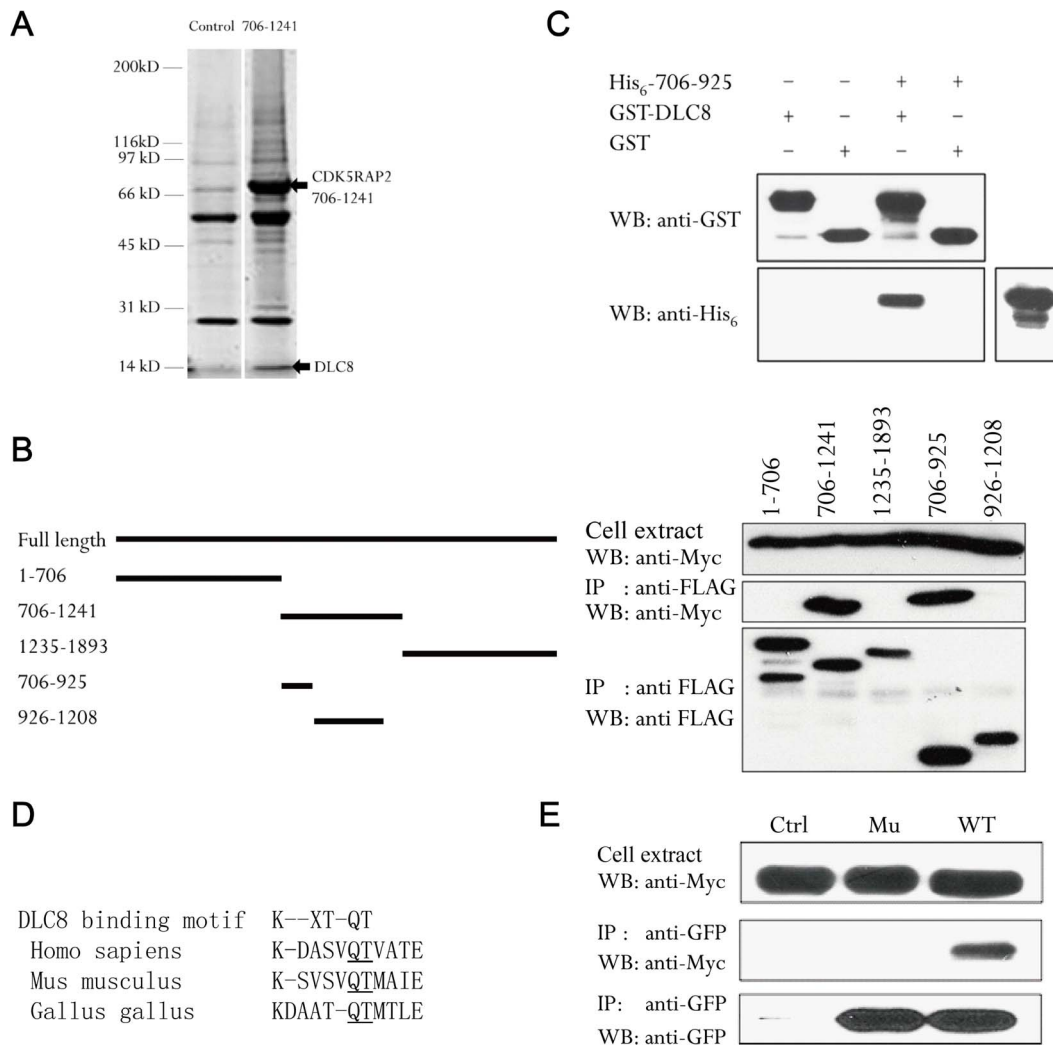 A
Control 706-1241
200kD
116kD
97 kD
66 kD
45 kD
31 kD
14 kD
CDK5RAP2
706-1241
DLC8
C
His6-706-925 - - + +
GST-DLC8 + - + -
GST - + - +
WB: anti-GST
WB: anti-His6
B
Full length
1-706
706-1241
1235-1893
706-925
926-1208
1-706
706-1241
1235-1893
706-925
926-1208
Cell extract
WB: anti-Myc
IP : anti-FLAG
WB: anti-Myc
IP : anti FLAG
WB: anti FLAG
D
DLC8 binding motif K--XT-QT
Homo sapiens K-DASVQTVATE
Mus musculus K-SVSVQTMAIE
Gallus gallus KDAAT-QTMTLE
E
Ctrl Mu WT
Cell extract
WB: anti-Myc
IP : anti-GFP
WB: anti-Myc
IP: anti-GFP
WB: anti-GFP